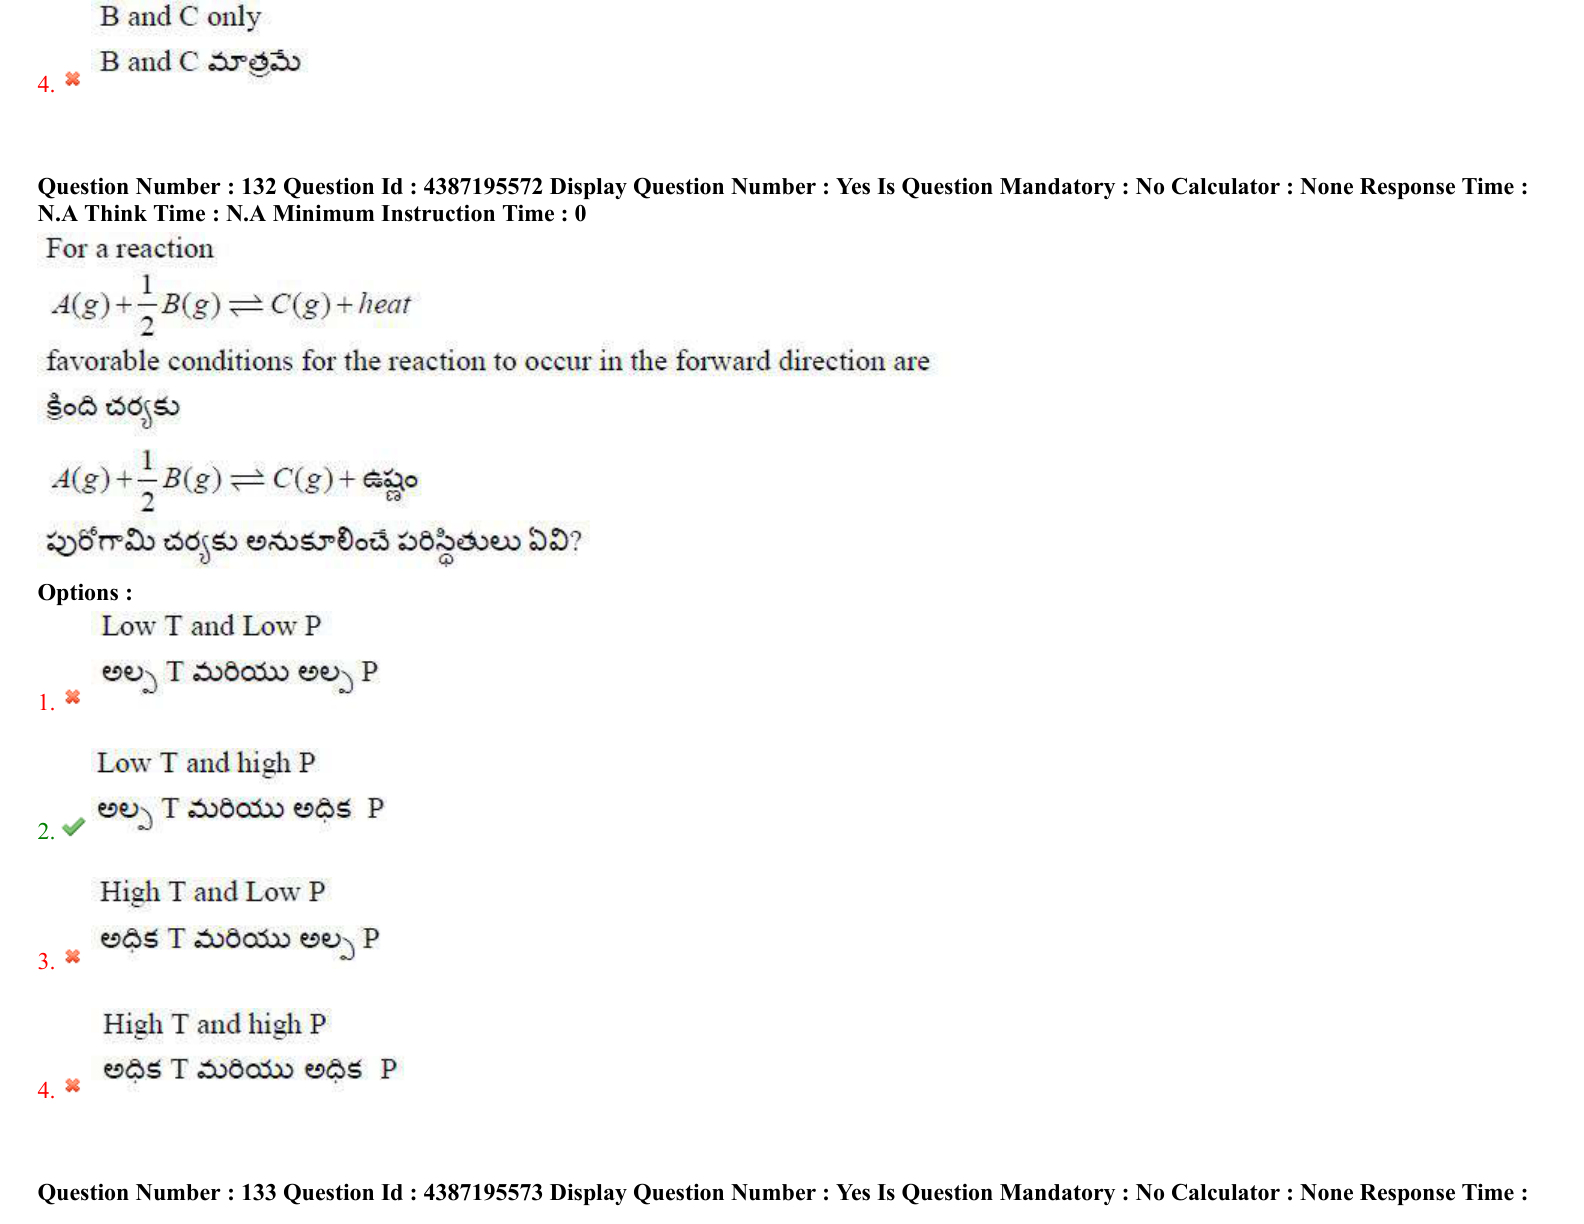 B and C only
B and C మాత్రమే
4.
Question Number : 132 Question Id : 4387195572 Display Question Number : Yes Is Question Mandatory : No Calculator : None Response Time :
N.A Think Time : N.A Minimum Instruction Time : 0
For a reaction
A(g) + 1/2 B(g) ⇌ C(g) + heat
favorable conditions for the reaction to occur in the forward direction are
క్రింది చర్యకు
A(g) + 1/2 B(g) ⇌ C(g) + ఉష్ణం
పురోగామి చర్యకు అనుకూలించే పరిస్థితులు ఏవి?
Options :
Low T and Low P
అల్ప T మరియు అల్ప P
1.
Low T and high P
అల్ప T మరియు అధిక P
2.
High T and Low P
అధిక T మరియు అల్ప P
3.
High T and high P
అధిక T మరియు అధిక P
4.
Question Number : 133 Question Id : 4387195573 Display Question Number : Yes Is Question Mandatory : No Calculator : None Response Time :